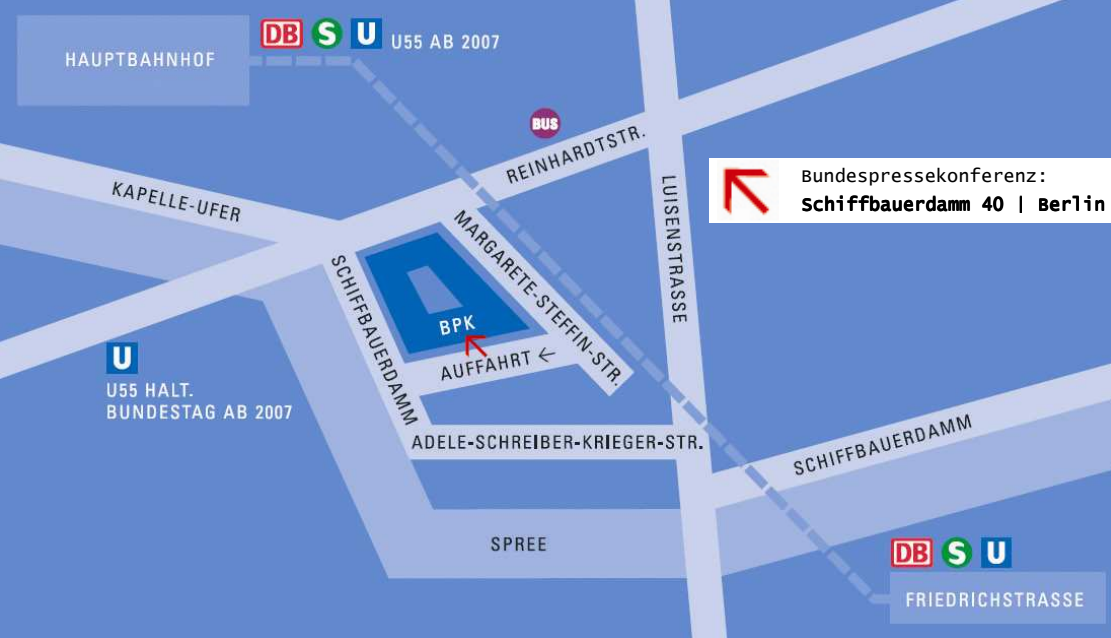 HAUPTBAHNHOF
DB S U U55 AB 2007
BUS
REINHARDTSTR.
KAPELLE-UFER
LUISENSTRASSE
Bundespressekonferenz:
Schiffbauerdamm 40 | Berlin
MARGARETE-STEFFIN-STR.
SCHIFFBAUERDAMM
BPK
AUFFAHRT ←
U
U55 HALT.
BUNDESTAG AB 2007
ADELE-SCHREIBER-KRIEGER-STR.
SCHIFFBAUERDAMM
SPREE
DB S U
FRIEDRICHSTRASSE